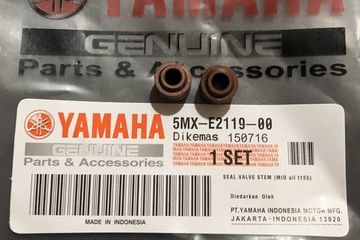 YAMAHA
GENUINE
Parts & Accessories
YAMAHA
GENUINE
Parts & Accessories
5MX-E2119-00
Dikemas 150716
1 SET
SEAL VALVE STEM (MIO all 115S)
Diedarkan Oleh
PT.YAMAHA INDONESIA MOTOR MFG.
JAKARTA-INDONESIA 13920
MADE IN INDONESIA